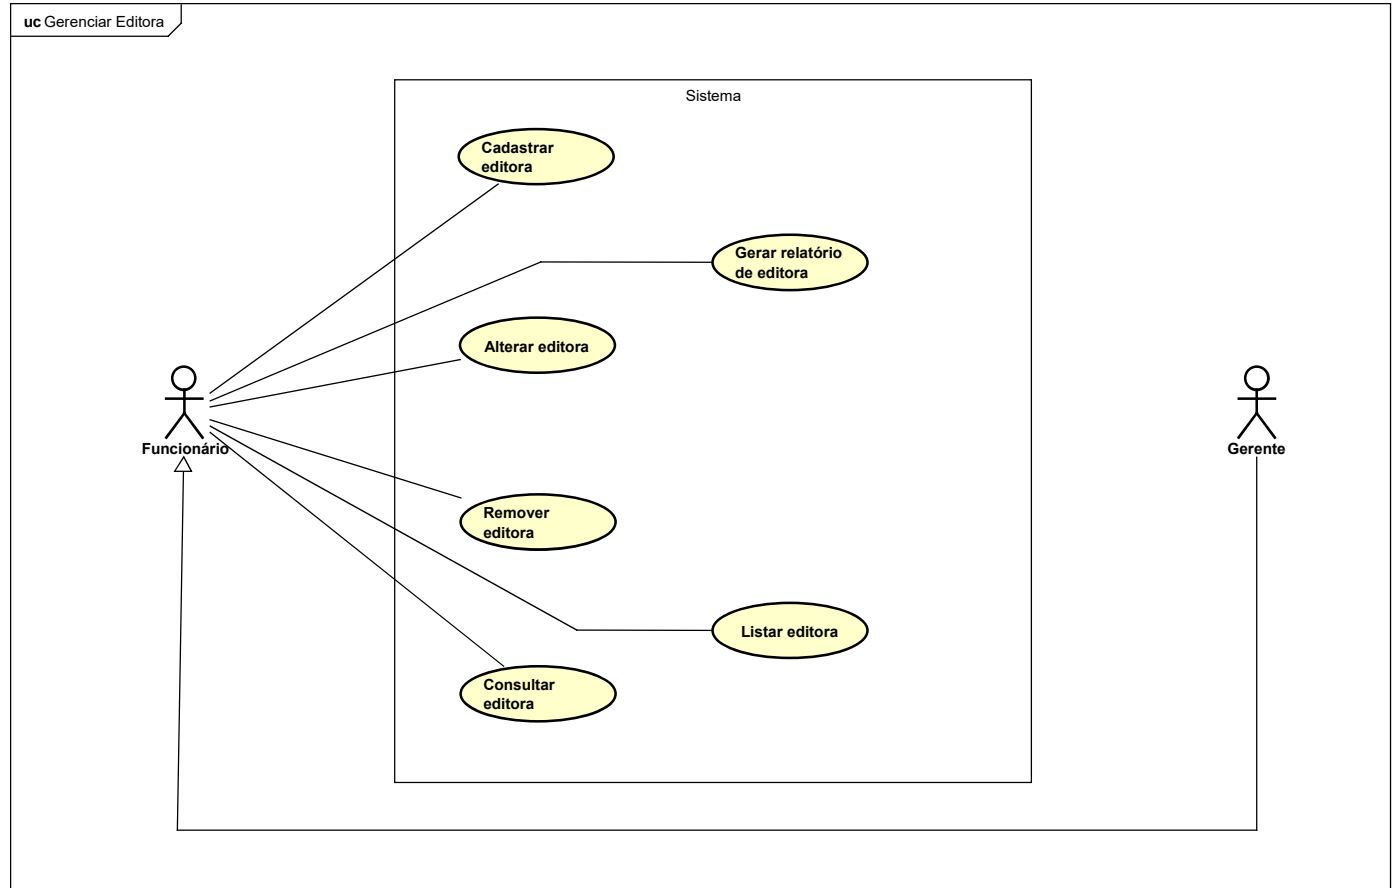 uc Gerenciar Editora
Sistema
Cadastrar
editora
Gerar relatório
de editora
Alterar editora
Funcionário
Gerente
Remover
editora
Listar editora
Consultar
editora